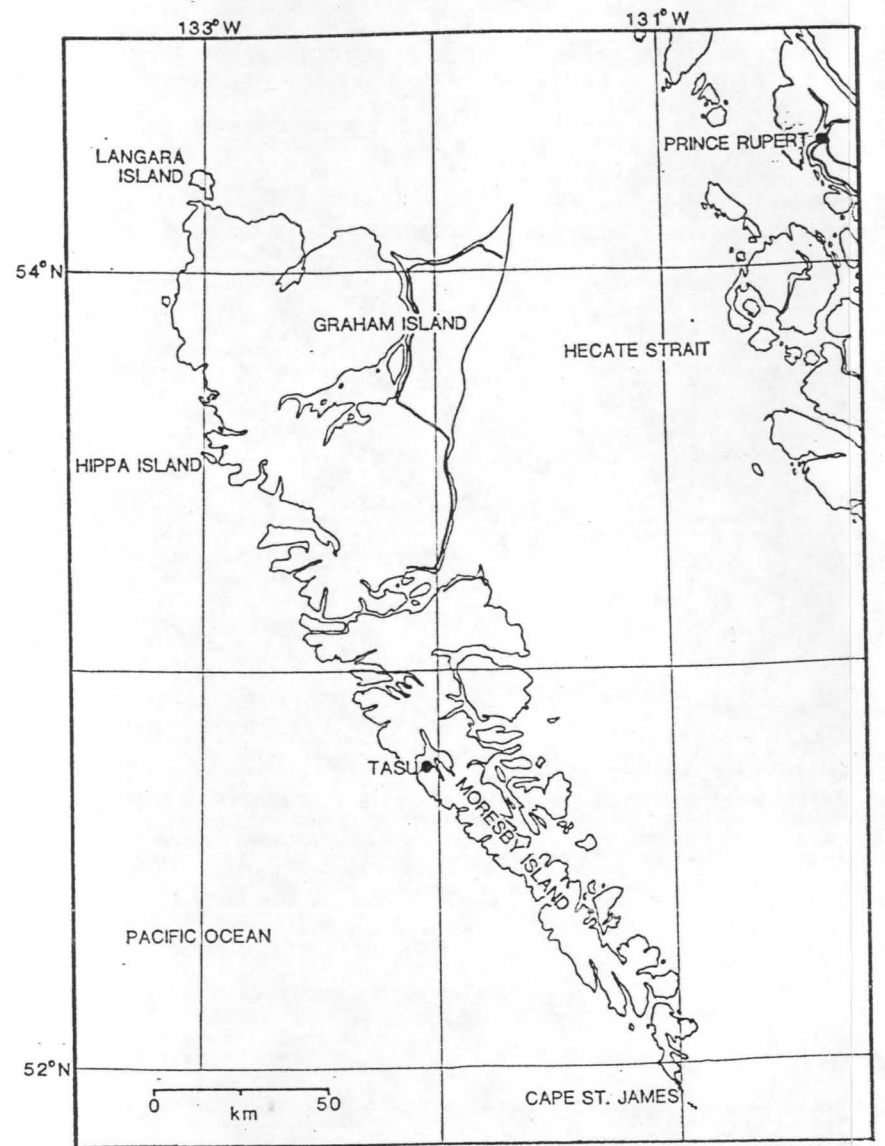 133°W
131°W
LANGARA
ISLAND
PRINCE RUPERT
54°N
GRAHAM ISLAND
HECATE STRAIT
HIPPA ISLAND
TASU
MORESBY ISLAND
PACIFIC OCEAN
52°N
0 50
km
CAPE ST. JAMES